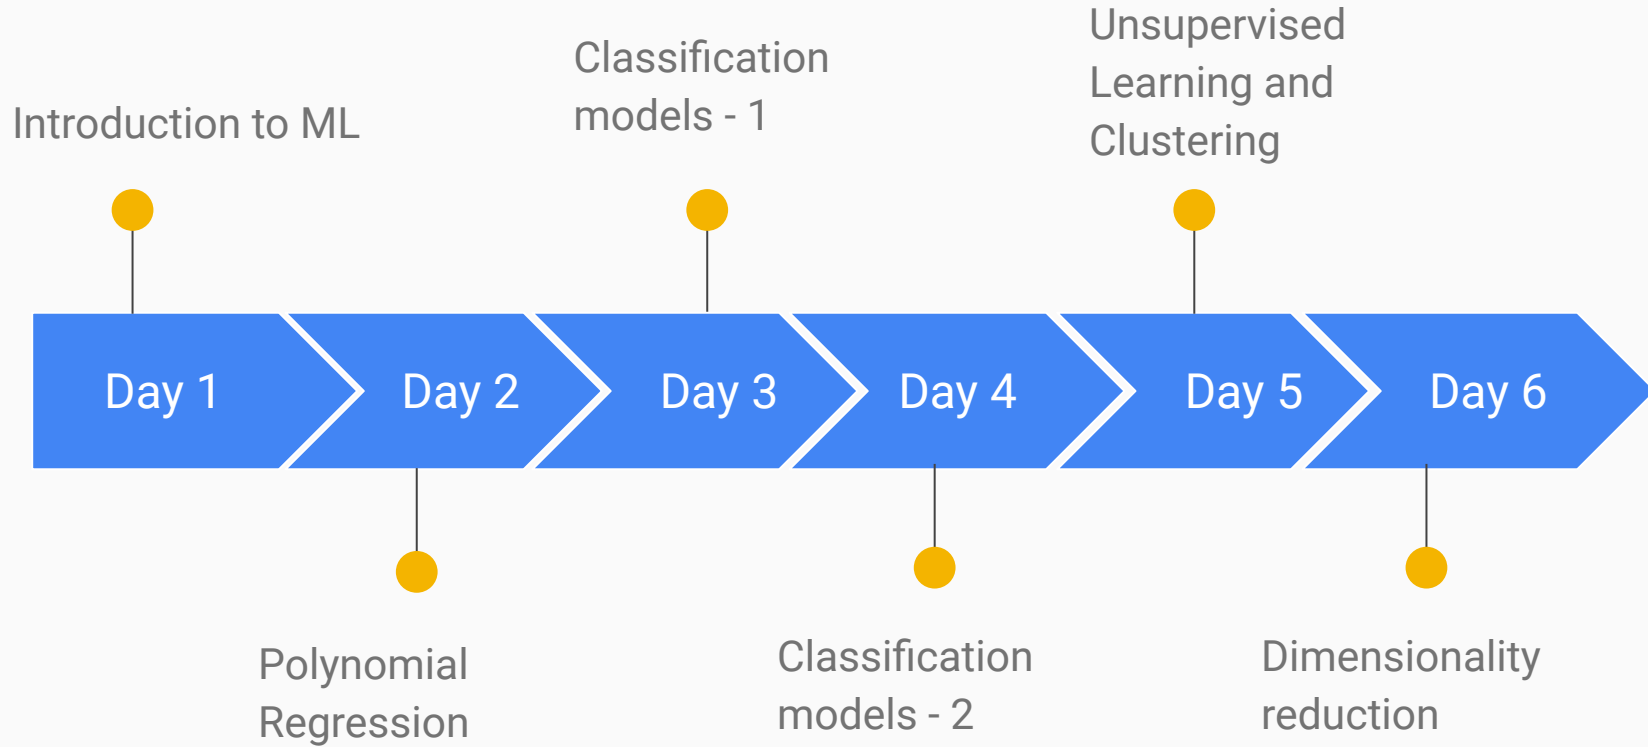 Introduction to ML
Classification
models - 1
Unsupervised
Learning and
Clustering
Day 1
Day 2
Day 3
Day 4
Day 5
Day 6
Polynomial
Regression
Classification
models - 2
Dimensionality
reduction